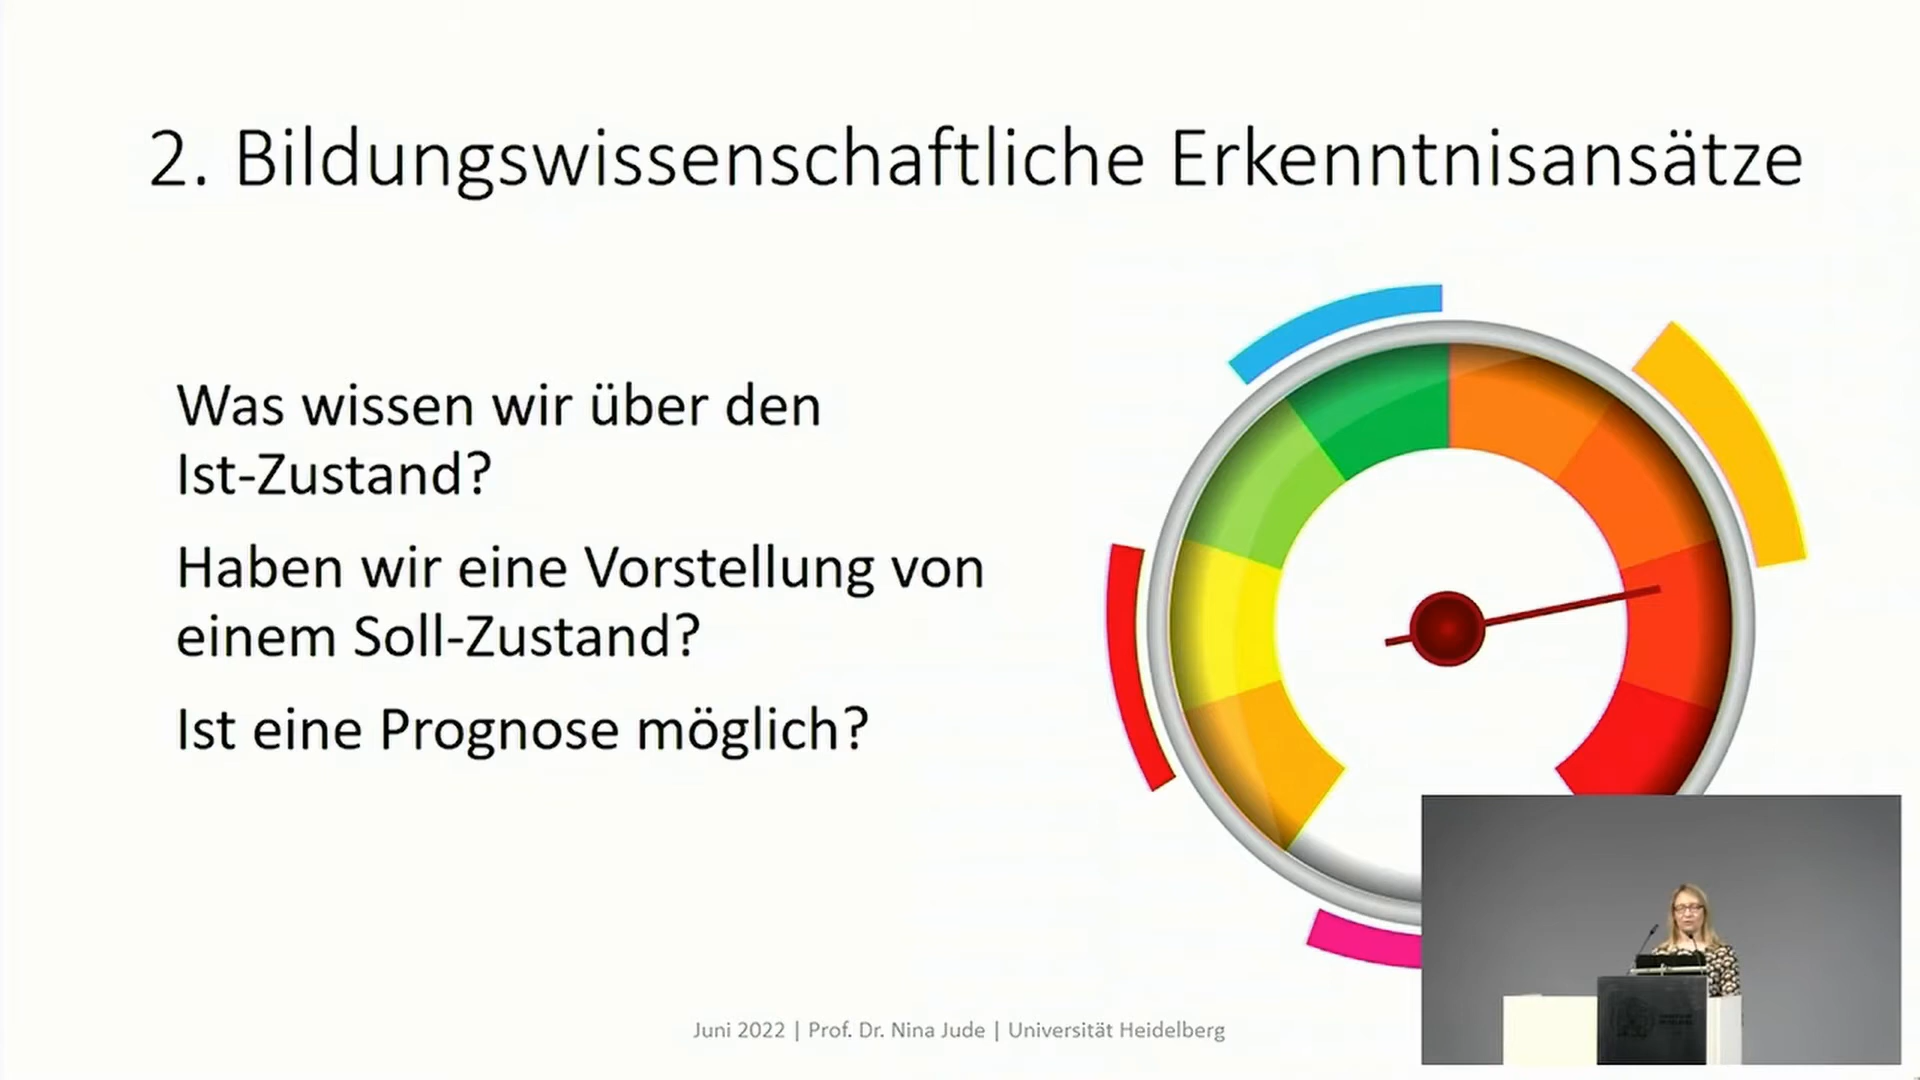 2. Bildungswissenschaftliche Erkenntnisansätze
Was wissen wir über den
Ist-Zustand?
Haben wir eine Vorstellung von
einem Soll-Zustand?
Ist eine Prognose möglich?
Juni 2022 | Prof. Dr. Nina Jude | Universität Heidelberg